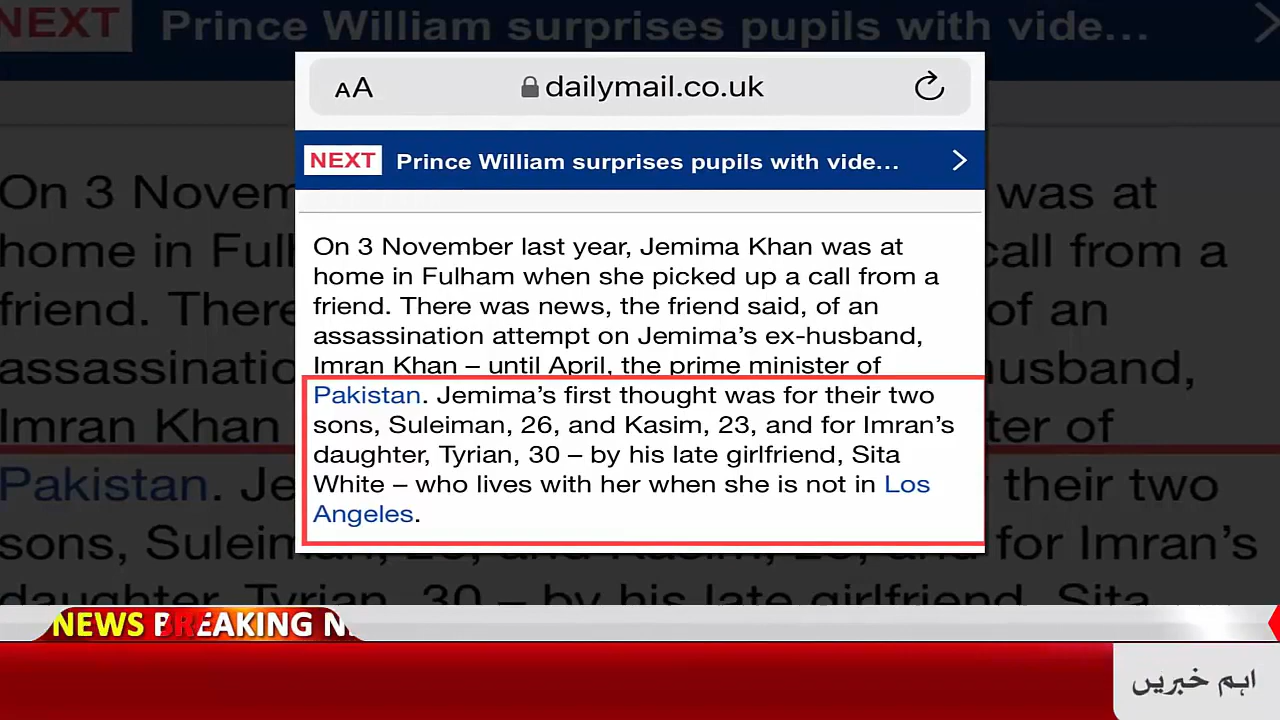 NEXT Prince William surprises pupils with vide...
AA dailymail.co.uk
NEXT Prince William surprises pupils with vide...
On 3 November last year, Jemima Khan was at
home in Fulham when she picked up a call from a
friend. There was news, the friend said, of an
assassination attempt on Jemima's ex-husband,
Imran Khan – until April, the prime minister of
Pakistan. Jemima's first thought was for their two
sons, Suleiman, 26, and Kasim, 23, and for Imran's
daughter, Tyrian, 30 – by his late girlfriend, Sita
White – who lives with her when she is not in Los
Angeles.
NEWS BREAKING N
اہم خبریں